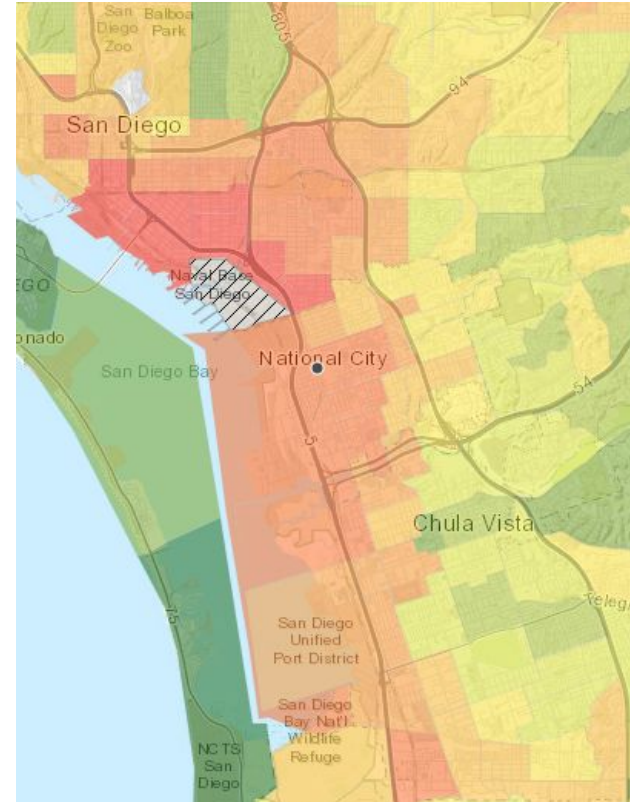 San
Diego
Zoo
Balboa
Park
805
94
San Diego
Naval Base
San Diego
EGO
onado
San Diego Bay
National City
54
5
Chula Vista
75
Telegr
San Diego
Unified
Port District
San Diego
Bay Nat'l
Wildlife
Refuge
NCTS
San
Diego